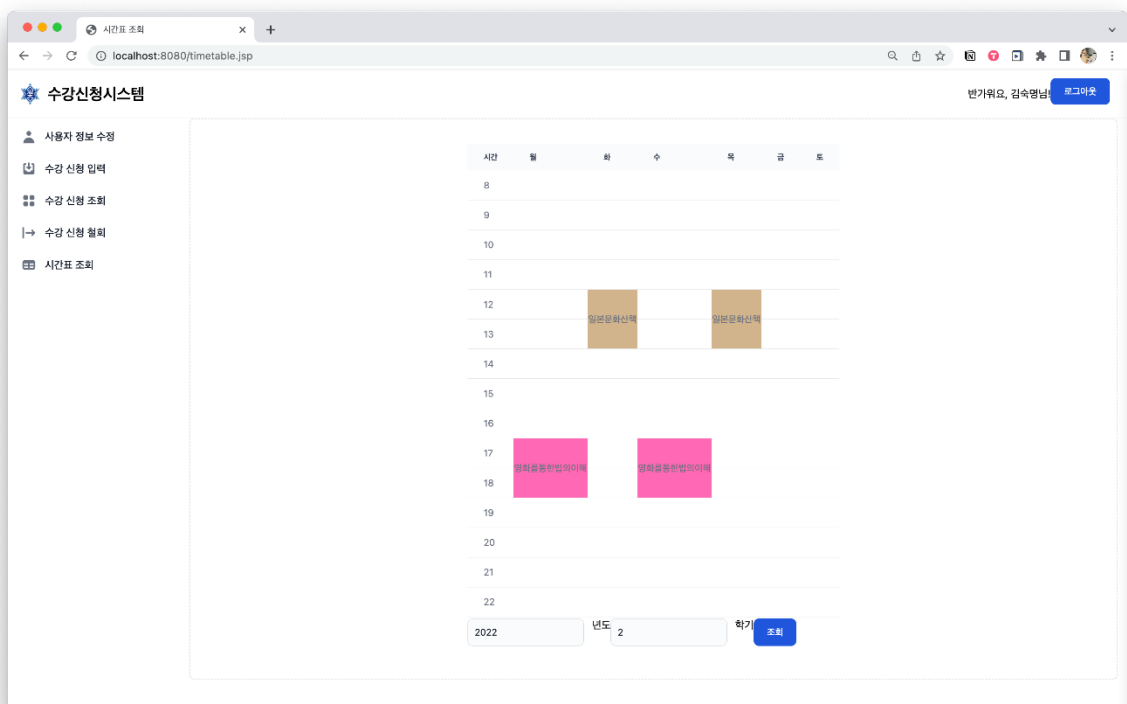 시간표 조회
localhost:8080/timetable.jsp
수강신청시스템
반가워요, 김숙명님!
로그아웃
사용자 정보 수정
수강 신청 입력
수강 신청 조회
수강 신청 철회
시간표 조회
시간 월 화 수 목 금 토
8
9
10
11
12
일본문화산책 일본문화산책
13
14
15
16
17
영화를통한법의이해 영화를통한법의이해
18
19
20
21
22
2022 년도 2 학기 조회